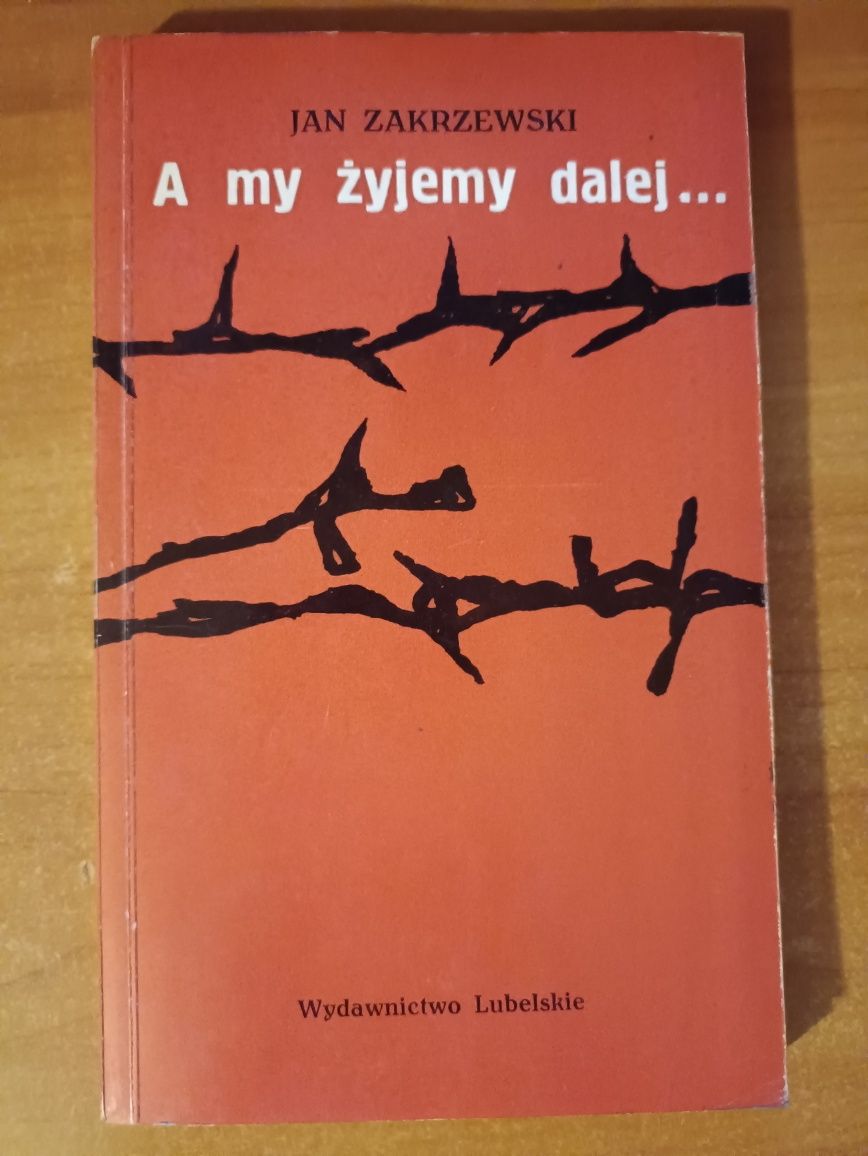 JAN ZAKRZEWSKI
A my żyjemy dalej...
Wydawnictwo Lubelskie